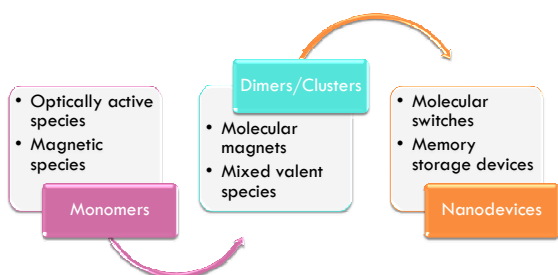 • Optically active
species
• Magnetic
species
Monomers
Dimers/Clusters
• Molecular
magnets
• Mixed valent
species
• Molecular
switches
• Memory
storage devices
Nanodevices